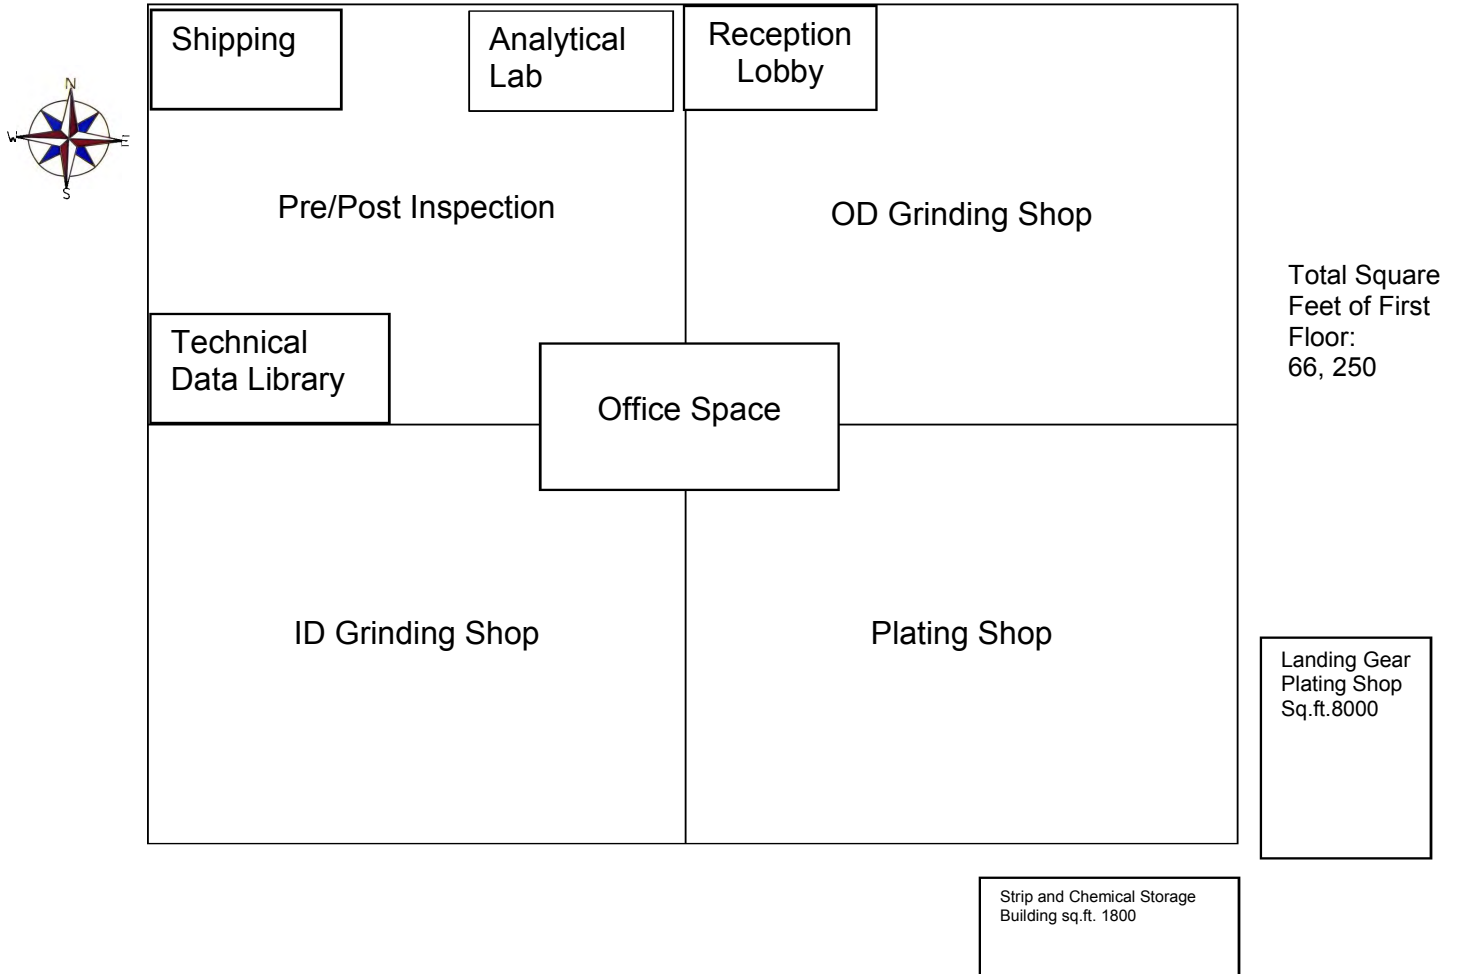 Shipping
Analytical
Lab
Reception
Lobby
N
W
E
S
Pre/Post Inspection
OD Grinding Shop
Total Square
Feet of First
Floor:
66, 250
Technical
Data Library
Office Space
ID Grinding Shop
Plating Shop
Landing Gear
Plating Shop
Sq.ft.8000
Strip and Chemical Storage
Building sq.ft. 1800